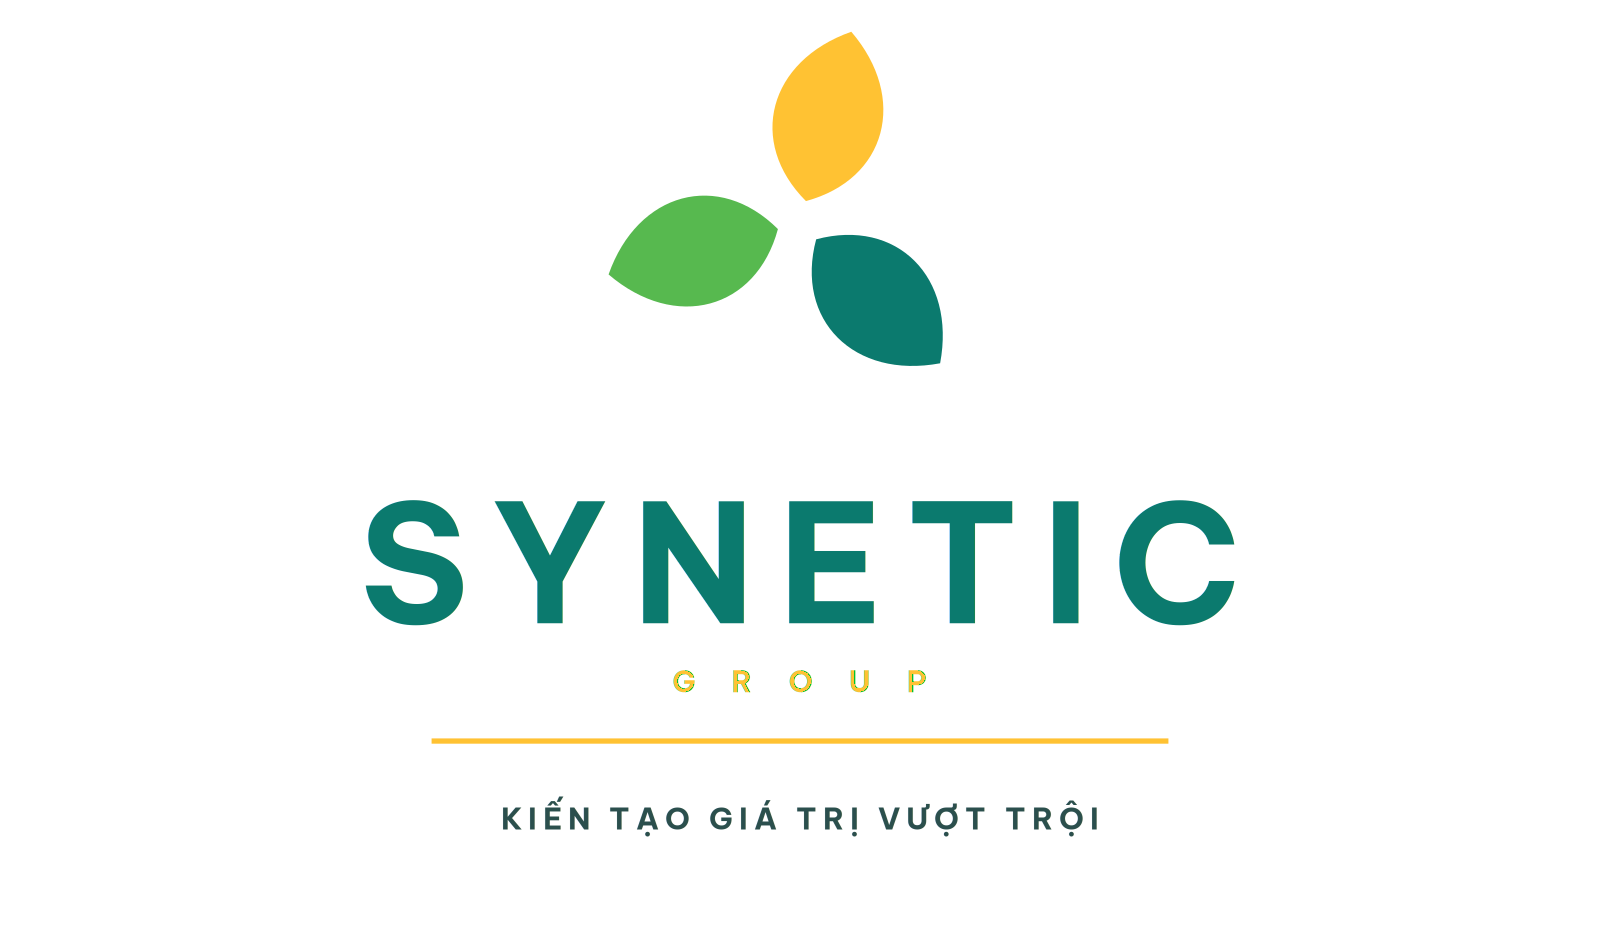 SYNETIC
GROUP
KIẾN TẠO GIÁ TRỊ VƯỢT TRỘI